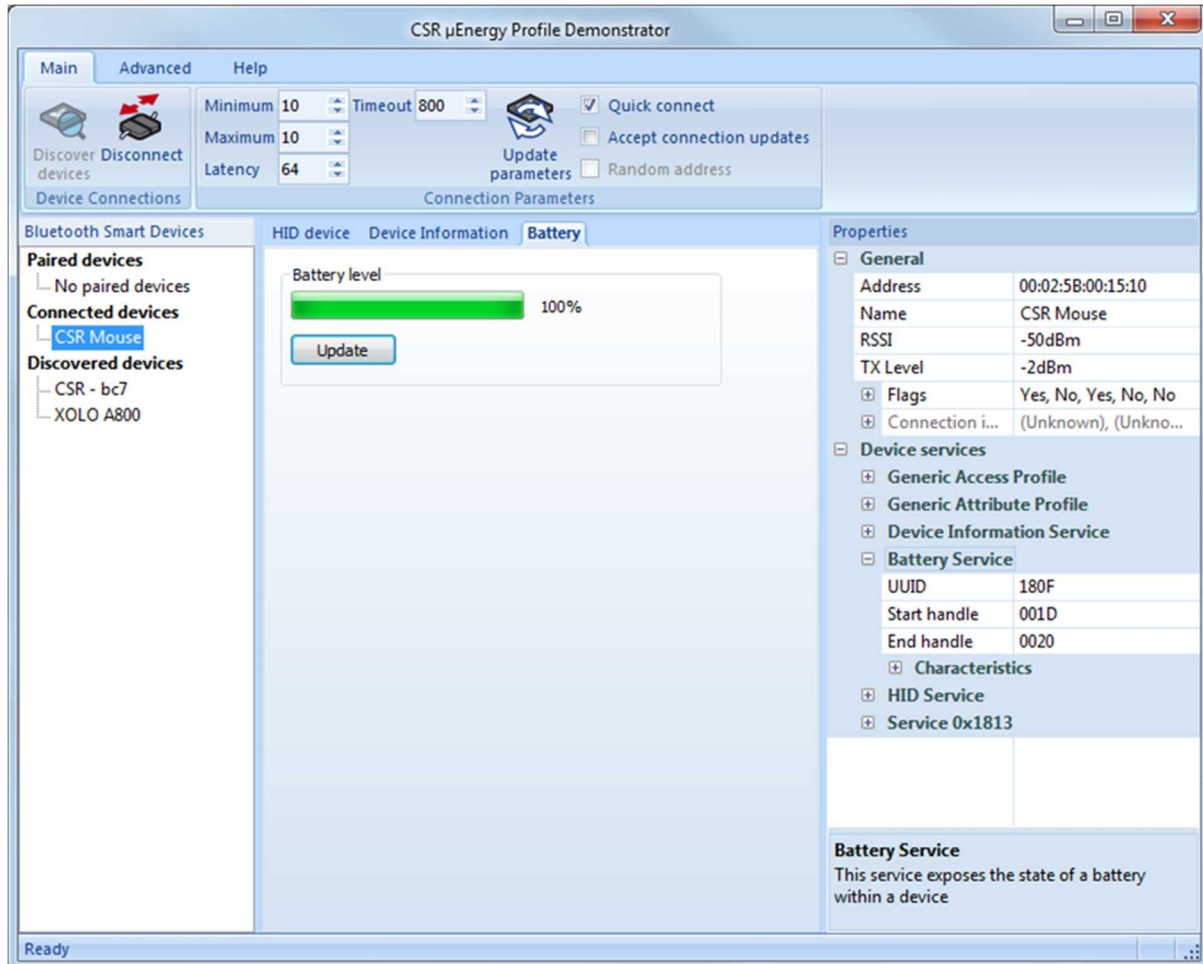 CSR µEnergy Profile Demonstrator
Main Advanced Help
Discover devices
Disconnect
Device Connections
Minimum 10
Maximum 10
Latency 64
Timeout 800
Update parameters
Quick connect
Accept connection updates
Random address
Connection Parameters
Bluetooth Smart Devices
Paired devices
No paired devices
Connected devices
CSR Mouse
Discovered devices
CSR - bc7
XOLO A800
HID device Device Information Battery
Battery level
100%
Update
Properties
General
Address 00:02:5B:00:15:10
Name CSR Mouse
RSSI -50dBm
TX Level -2dBm
Flags Yes, No, Yes, No, No
Connection i... (Unknown), (Unkno...
Device services
Generic Access Profile
Generic Attribute Profile
Device Information Service
Battery Service
UUID 180F
Start handle 001D
End handle 0020
Characteristics
HID Service
Service 0x1813
Battery Service
This service exposes the state of a battery
within a device
Ready